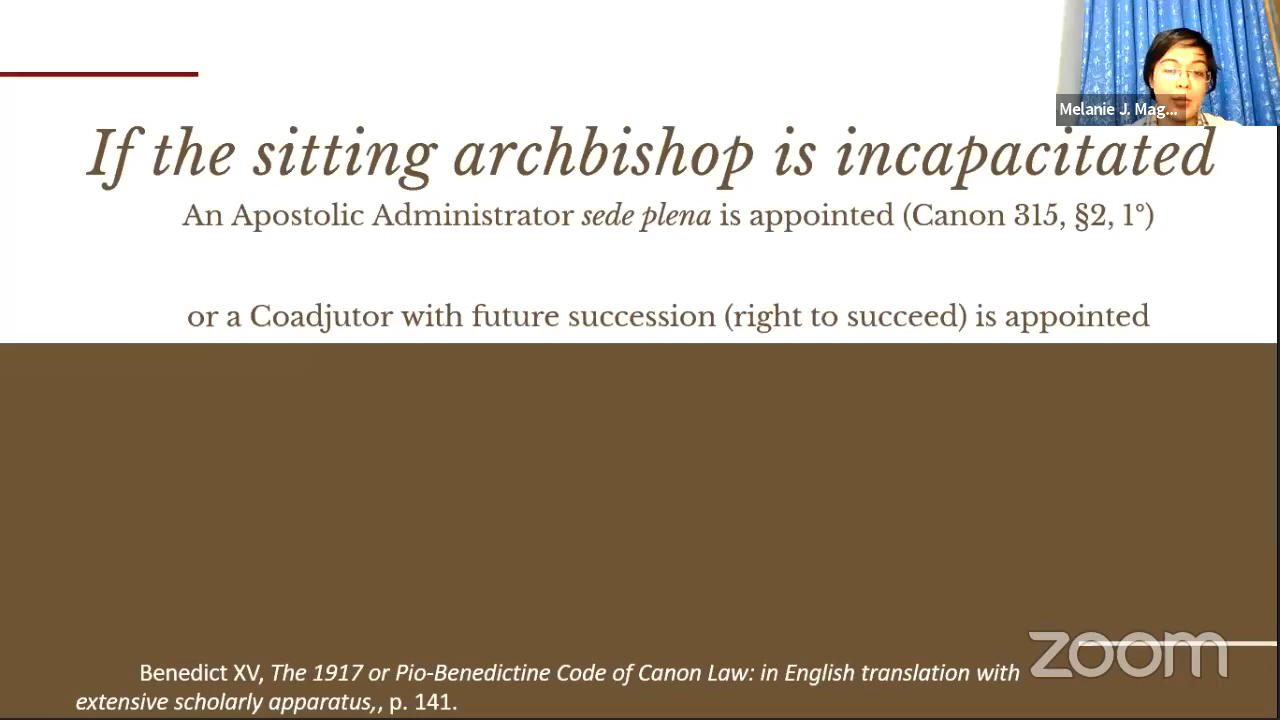 Melanie J. Mag...
If the sitting archbishop is incapacitated
An Apostolic Administrator sede plena is appointed (Canon 315, §2, 1°)
or a Coadjutor with future succession (right to succeed) is appointed
zoom
Benedict XV, The 1917 or Pio-Benedictine Code of Canon Law: in English translation with
extensive scholarly apparatus,, p. 141.